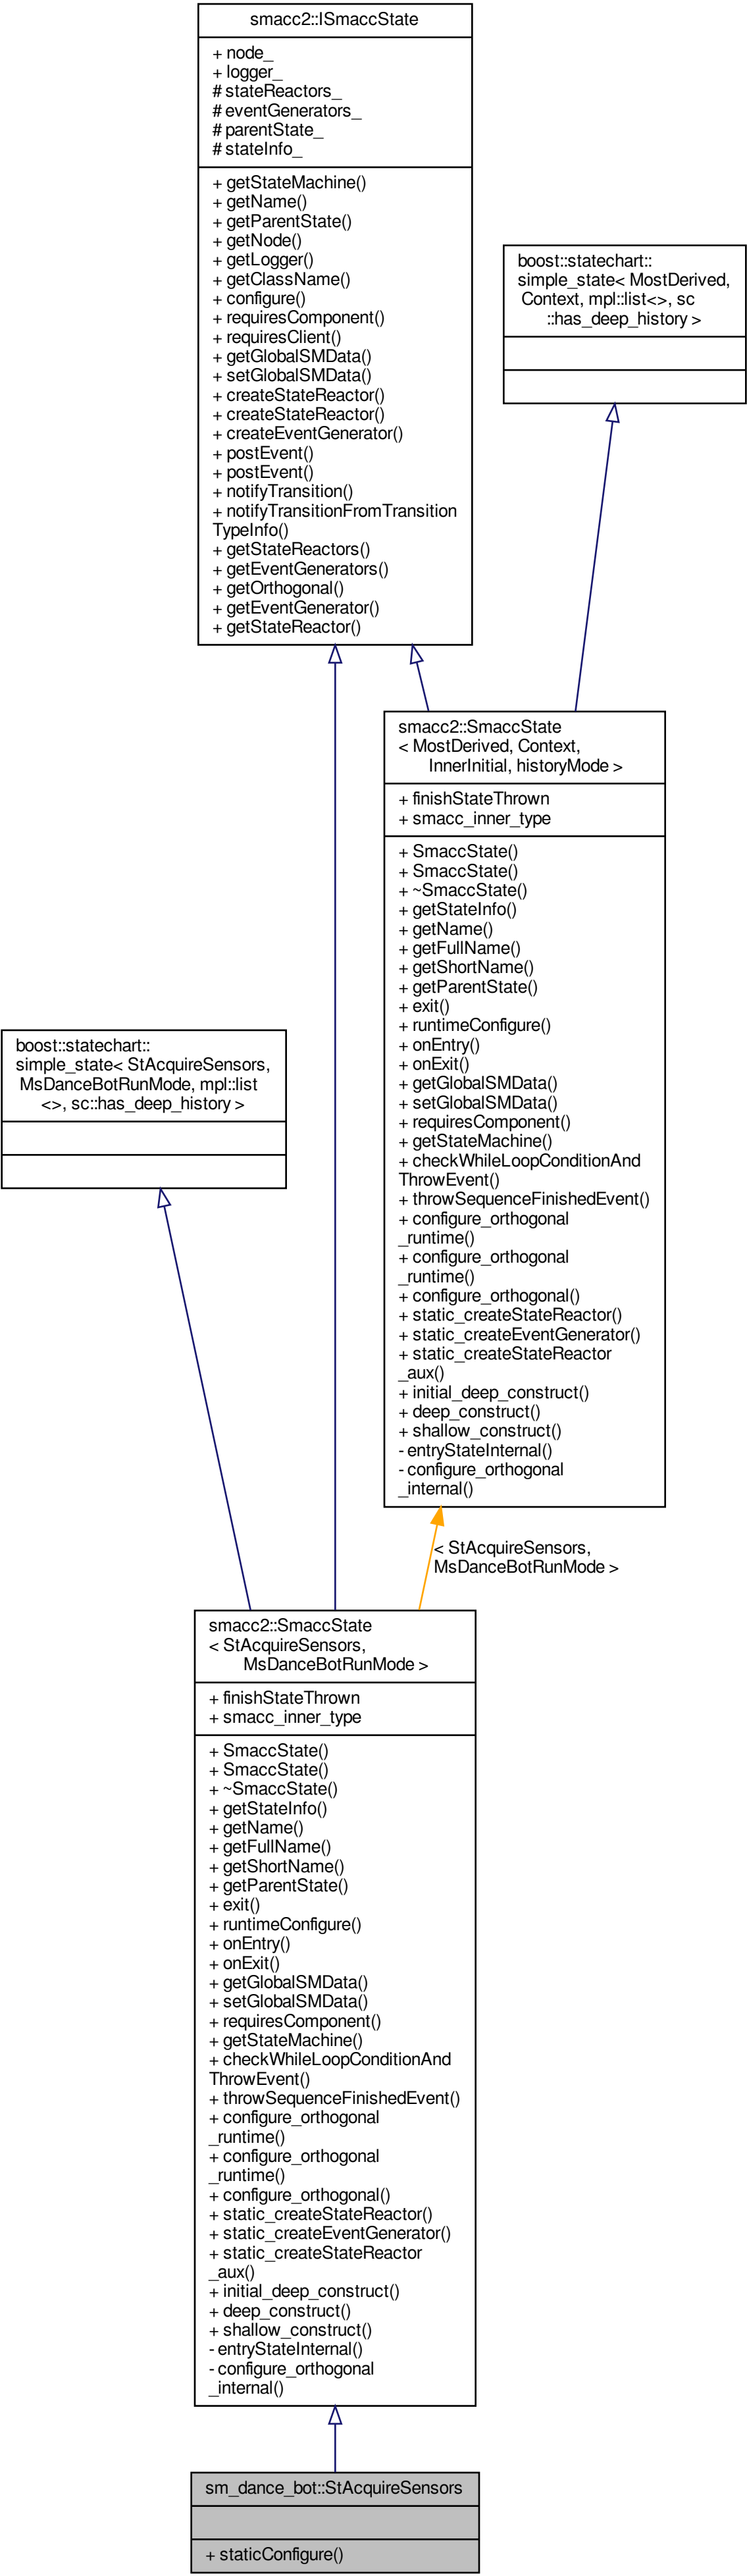 smacc2::ISmaccState
+ node_
+ logger_
# stateReactors_
# eventGenerators_
# parentState_
# stateInfo_
+ getStateMachine()
+ getName()
+ getParentState()
+ getNode()
+ getLogger()
+ getClassName()
+ configure()
+ requiresComponent()
+ requiresClient()
+ getGlobalSMData()
+ setGlobalSMData()
+ createStateReactor()
+ createStateReactor()
+ createEventGenerator()
+ postEvent()
+ postEvent()
+ notifyTransition()
+ notifyTransitionFromTransition
TypeInfo()
+ getStateReactors()
+ getEventGenerators()
+ getOrthogonal()
+ getEventGenerator()
+ getStateReactor()
boost::statechart::
simple_state< MostDerived,
Context, mpl::list<>, sc
::has_deep_history >
smacc2::SmaccState
< MostDerived, Context,
InnerInitial, historyMode >
+ finishStateThrown
+ smacc_inner_type
+ SmaccState()
+ SmaccState()
+ ~SmaccState()
+ getStateInfo()
+ getName()
+ getFullName()
+ getShortName()
+ getParentState()
+ exit()
+ runtimeConfigure()
+ onEntry()
+ onExit()
+ getGlobalSMData()
+ setGlobalSMData()
+ requiresComponent()
+ getStateMachine()
+ checkWhileLoopConditionAnd
ThrowEvent()
+ throwSequenceFinishedEvent()
+ configure_orthogonal
_runtime()
+ configure_orthogonal
_runtime()
+ configure_orthogonal()
+ static_createStateReactor()
+ static_createEventGenerator()
+ static_createStateReactor
_aux()
+ initial_deep_construct()
+ deep_construct()
+ shallow_construct()
- entryStateInternal()
- configure_orthogonal
_internal()
boost::statechart::
simple_state< StAcquireSensors,
MsDanceBotRunMode, mpl::list
<>, sc::has_deep_history >
< StAcquireSensors,
MsDanceBotRunMode >
smacc2::SmaccState
< StAcquireSensors,
MsDanceBotRunMode >
+ finishStateThrown
+ smacc_inner_type
+ SmaccState()
+ SmaccState()
+ ~SmaccState()
+ getStateInfo()
+ getName()
+ getFullName()
+ getShortName()
+ getParentState()
+ exit()
+ runtimeConfigure()
+ onEntry()
+ onExit()
+ getGlobalSMData()
+ setGlobalSMData()
+ requiresComponent()
+ getStateMachine()
+ checkWhileLoopConditionAnd
ThrowEvent()
+ throwSequenceFinishedEvent()
+ configure_orthogonal
_runtime()
+ configure_orthogonal
_runtime()
+ configure_orthogonal()
+ static_createStateReactor()
+ static_createEventGenerator()
+ static_createStateReactor
_aux()
+ initial_deep_construct()
+ deep_construct()
+ shallow_construct()
- entryStateInternal()
- configure_orthogonal
_internal()
sm_dance_bot::StAcquireSensors
+ staticConfigure()